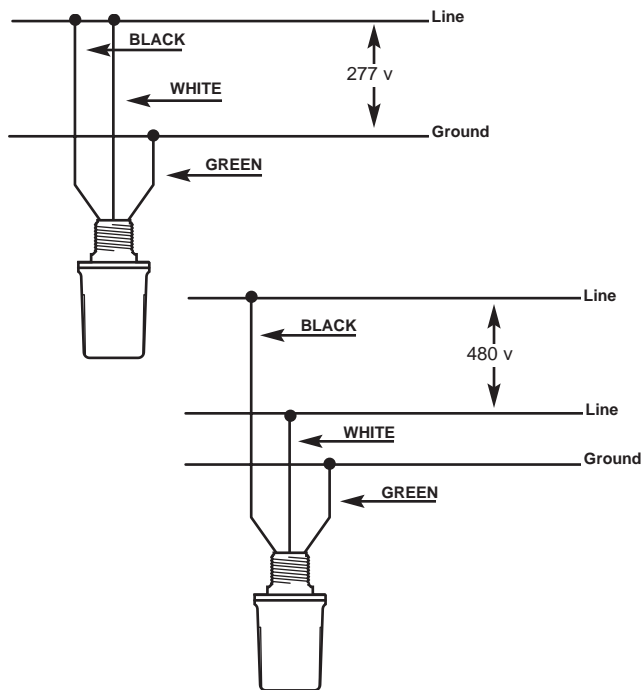 Line
BLACK
277 v
WHITE
Ground
GREEN
Line
BLACK
480 v
Line
WHITE
Ground
GREEN